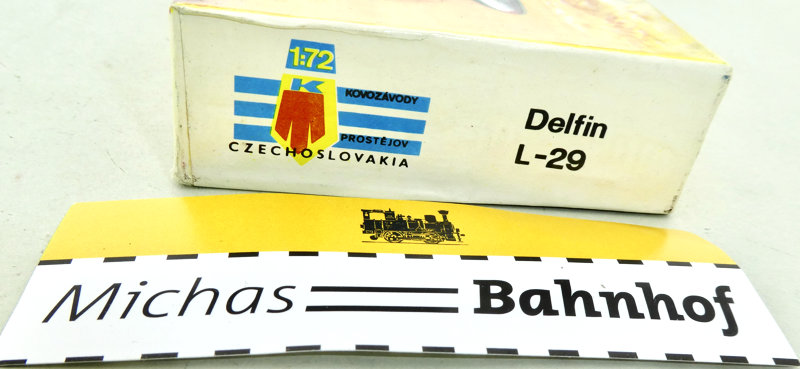 1:72
K
KOVOZÁVODY
PROSTĚJOV
CZECHOSLOVAKIA
Delfin
L-29
Michas Bahnhof